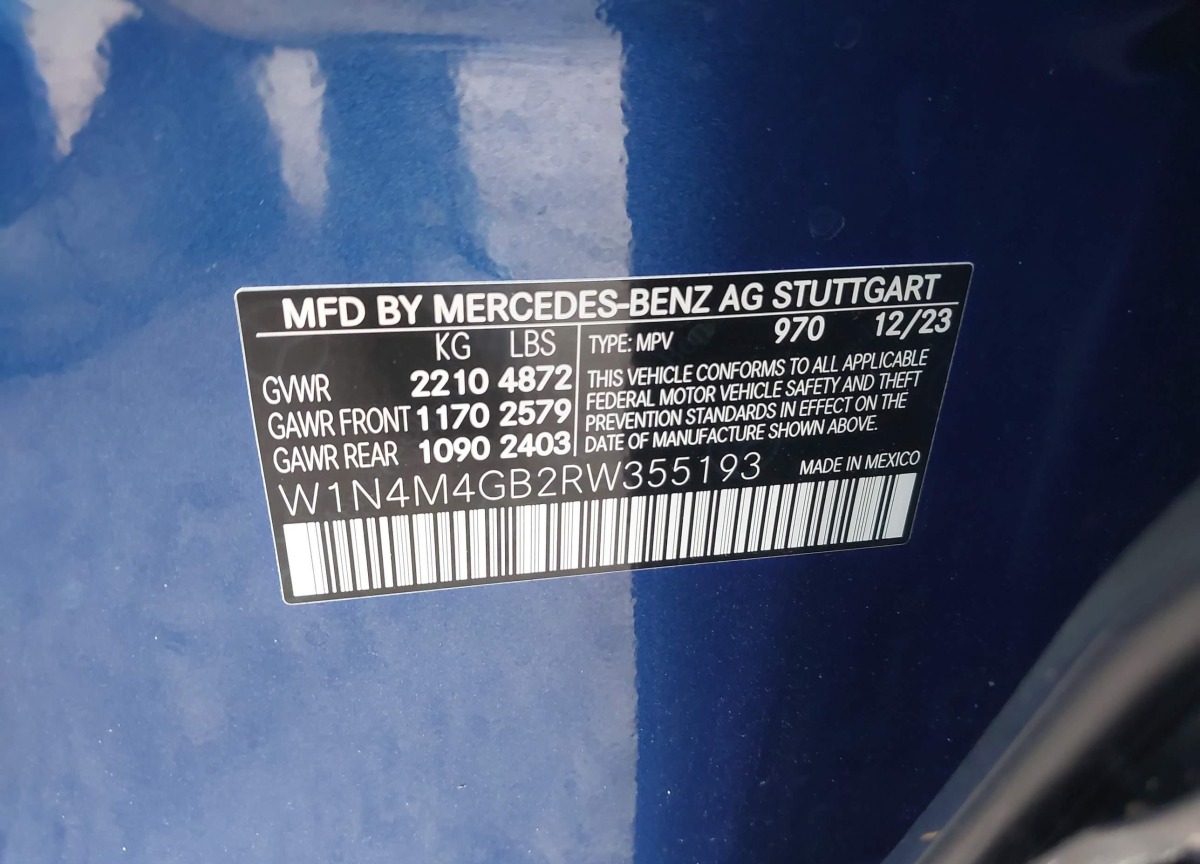 MFD BY MERCEDES-BENZ AG STUTTGART
KG LBS
GVWR 2210 4872
GAWR FRONT 1170 2579
GAWR REAR 1090 2403
TYPE: MPV 970 12/23
THIS VEHICLE CONFORMS TO ALL APPLICABLE
FEDERAL MOTOR VEHICLE SAFETY AND THEFT
PREVENTION STANDARDS IN EFFECT ON THE
DATE OF MANUFACTURE SHOWN ABOVE.
W1N4M4GB2RW355193 MADE IN MEXICO